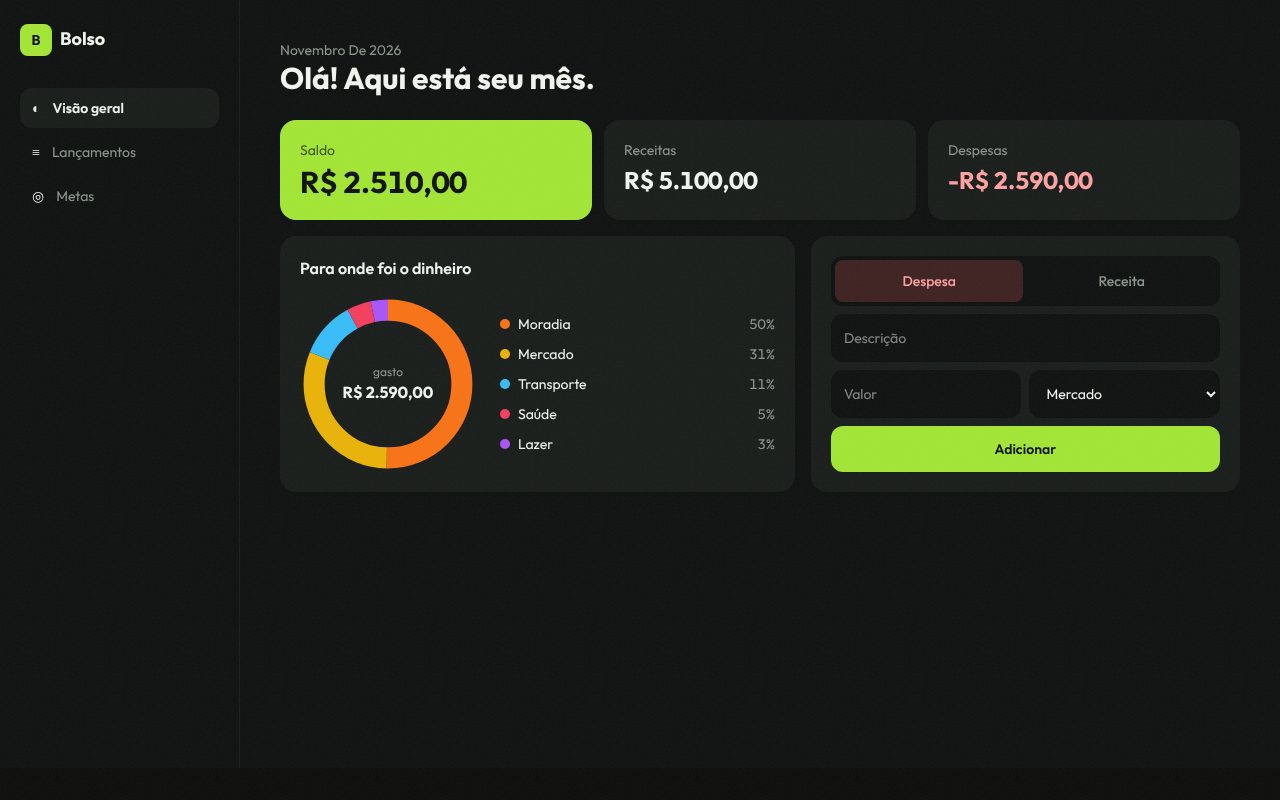 B Bolso
Visão geral
Lançamentos
Metas
Novembro De 2026
Olá! Aqui está seu mês.
Saldo
R$ 2.510,00
Receitas
R$ 5.100,00
Despesas
-R$ 2.590,00
Para onde foi o dinheiro
gasto
R$ 2.590,00
Moradia 50%
Mercado 31%
Transporte 11%
Saúde 5%
Lazer 3%
Despesa Receita
Descrição
Valor Mercado
Adicionar